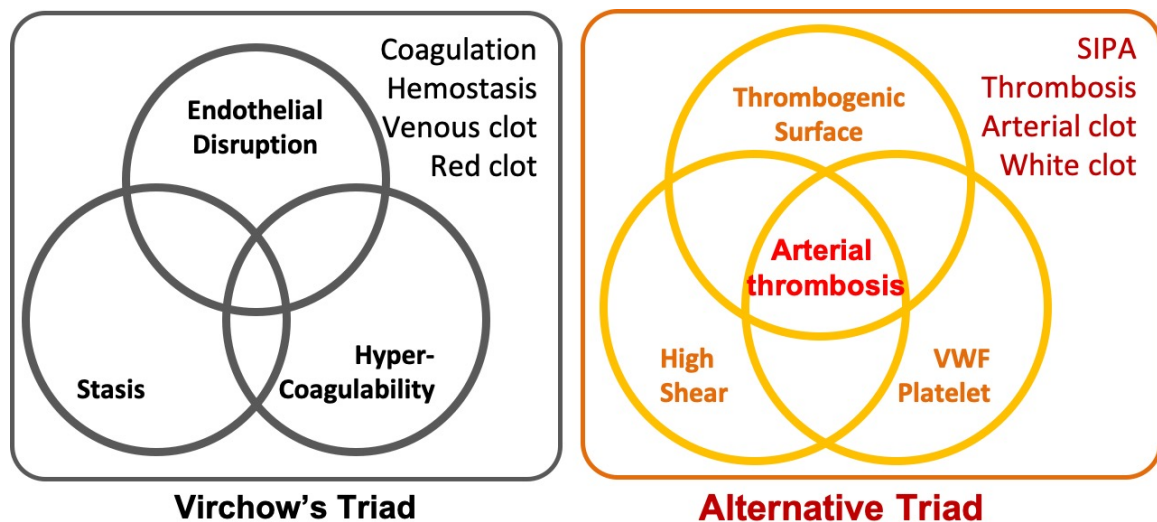 Coagulation
Hemostasis
Venous clot
Red clot
Endothelial
Disruption
Stasis
Hyper-
Coagulability
Virchow's Triad
SIPA
Thrombosis
Arterial clot
White clot
Thrombogenic
Surface
Arterial
thrombosis
High
Shear
VWF
Platelet
Alternative Triad